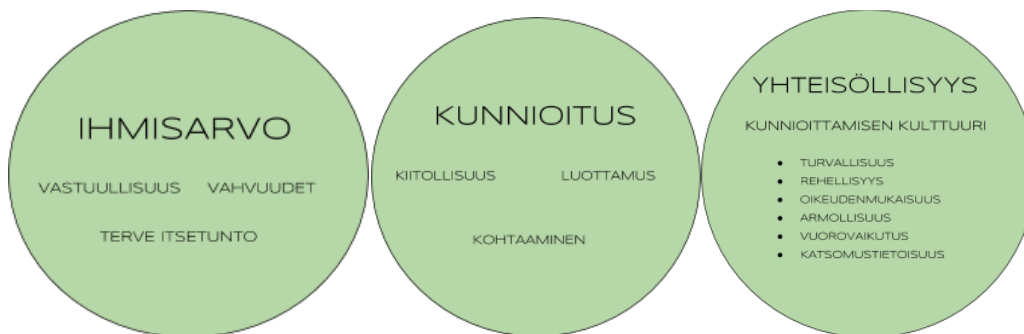 IHMISARVO
VASTUULLISUUS VAHVUUDET
TERVE ITSETUNTO
KUNNIOITUS
KIITOLLISUUS LUOTTAMUS
KOHTAAMINEN
YHTEISÖLLISYYS
KUNNIOITTAMISEN KULTTUURI
• TURVALLISUUS
• REHELLISYYS
• OIKEUDENMUKAISUUS
• ARMOLLISUUS
• VUOROVAIKUTUS
• KATSOMUSTIETOISUUS